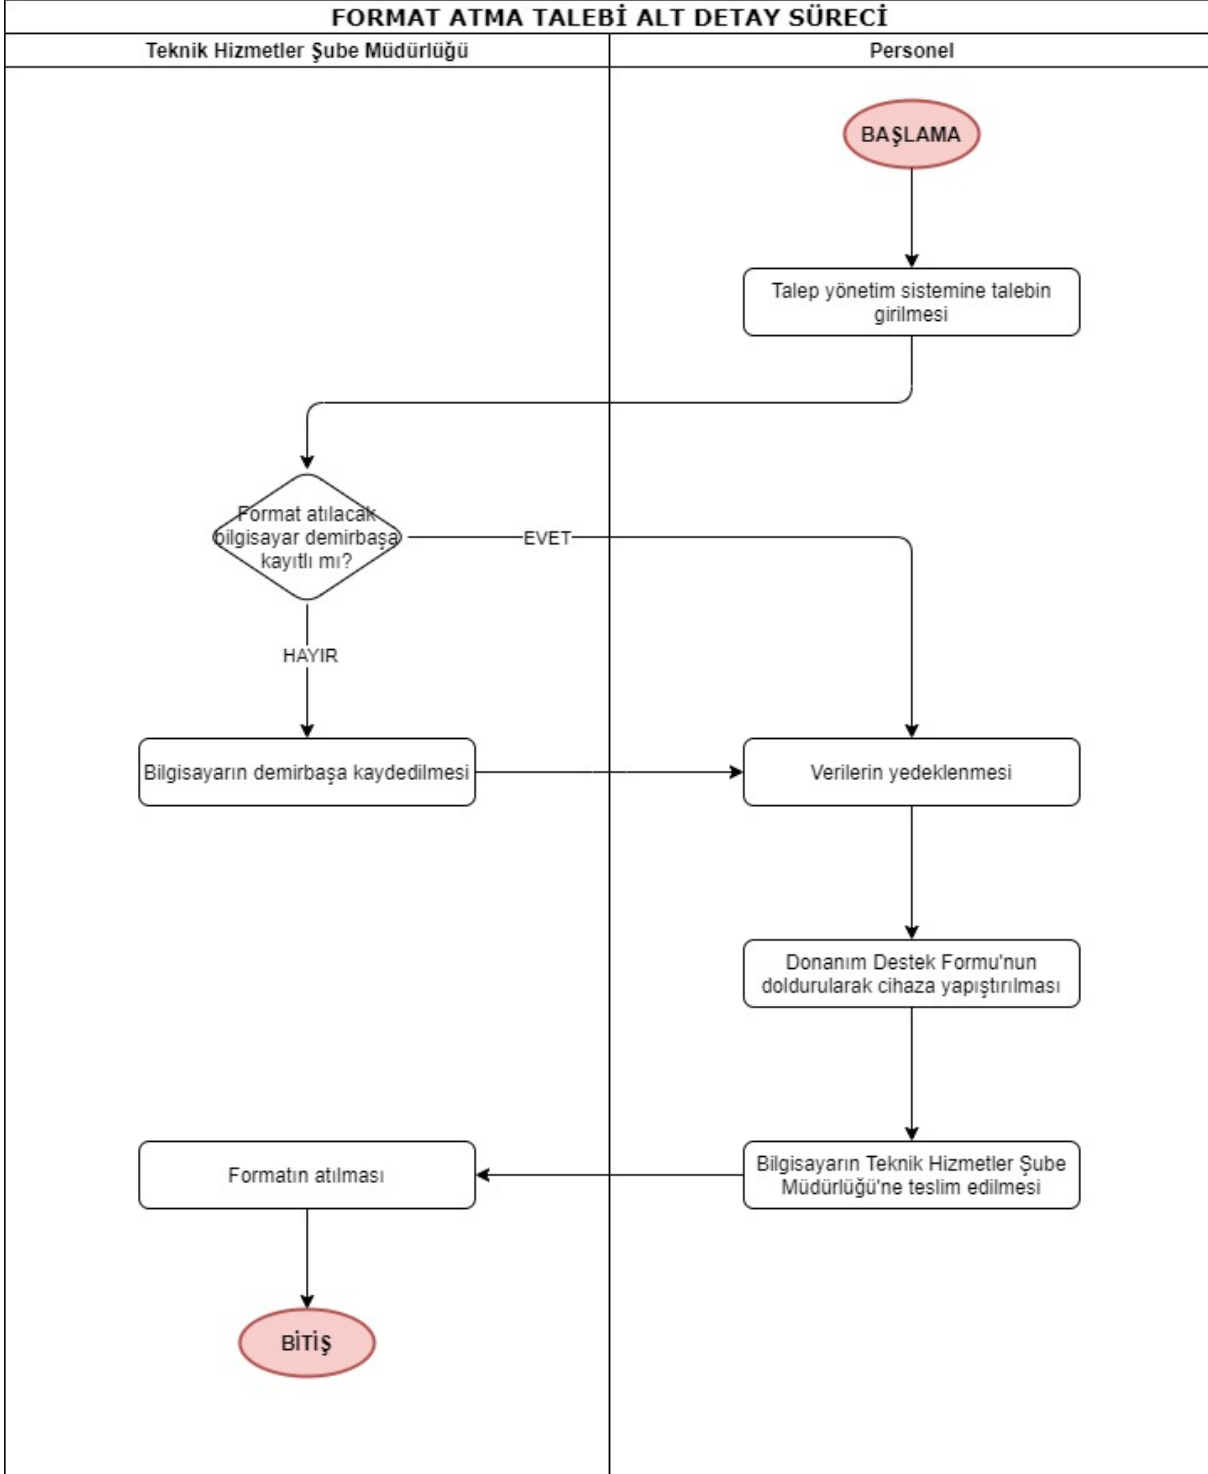 FORMAT ATMA TALEBİ ALT DETAY SÜRECİ
Teknik Hizmetler Şube Müdürlüğü
Personel
BAŞLAMA
Talep yönetim sistemine talebin
girilmesi
Format atılacak
bilgisayar demirbaşa
kayıtlı mı?
EVET
HAYIR
Bilgisayarın demirbaşa kaydedilmesi
Verilerin yedeklenmesi
Donanım Destek Formu'nun
doldurularak cihaza yapıştırılması
Bilgisayarın Teknik Hizmetler Şube
Müdürlüğü'ne teslim edilmesi
Formatın atılması
BİTİŞ